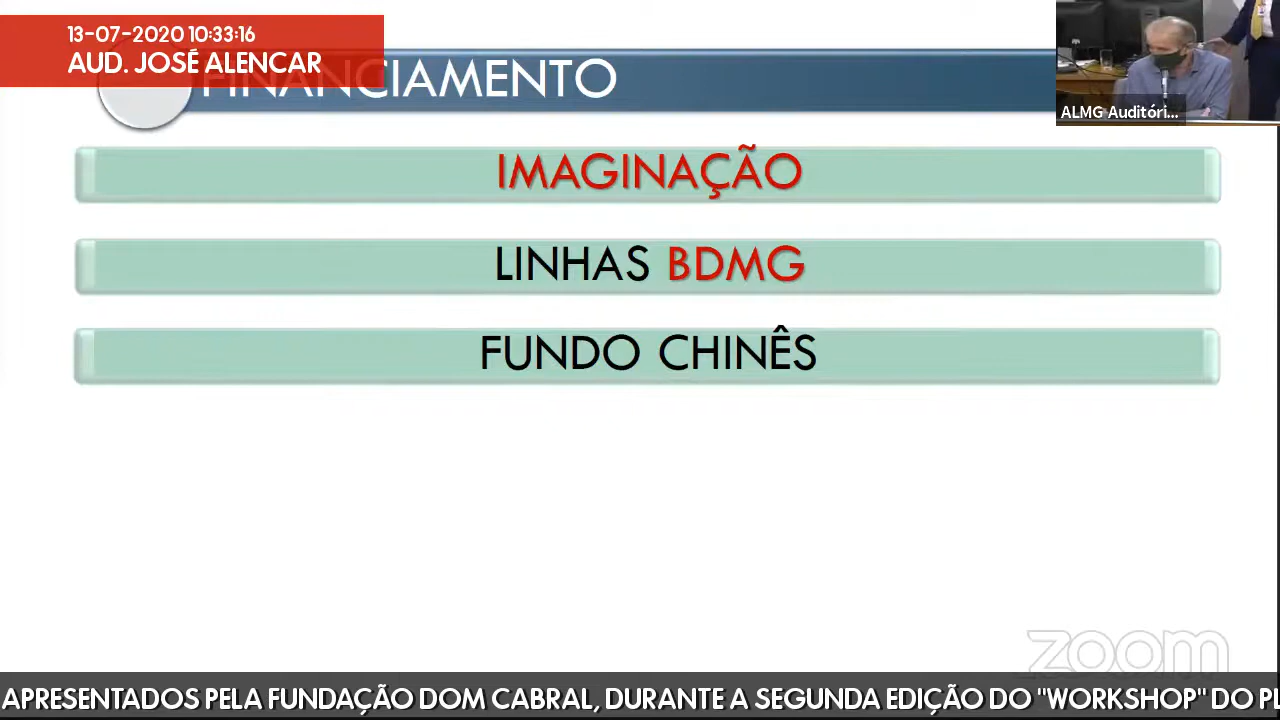 13-07-2020 10:33:16
AUD. JOSÉ ALENCAR
FINANCIAMENTO
ALMG Auditóri...
IMAGINAÇÃO
LINHAS BDMG
FUNDO CHINÊS
zoom
APRESENTADOS PELA FUNDAÇÃO DOM CABRAL, DURANTE A SEGUNDA EDIÇÃO DO "WORKSHOP" DO